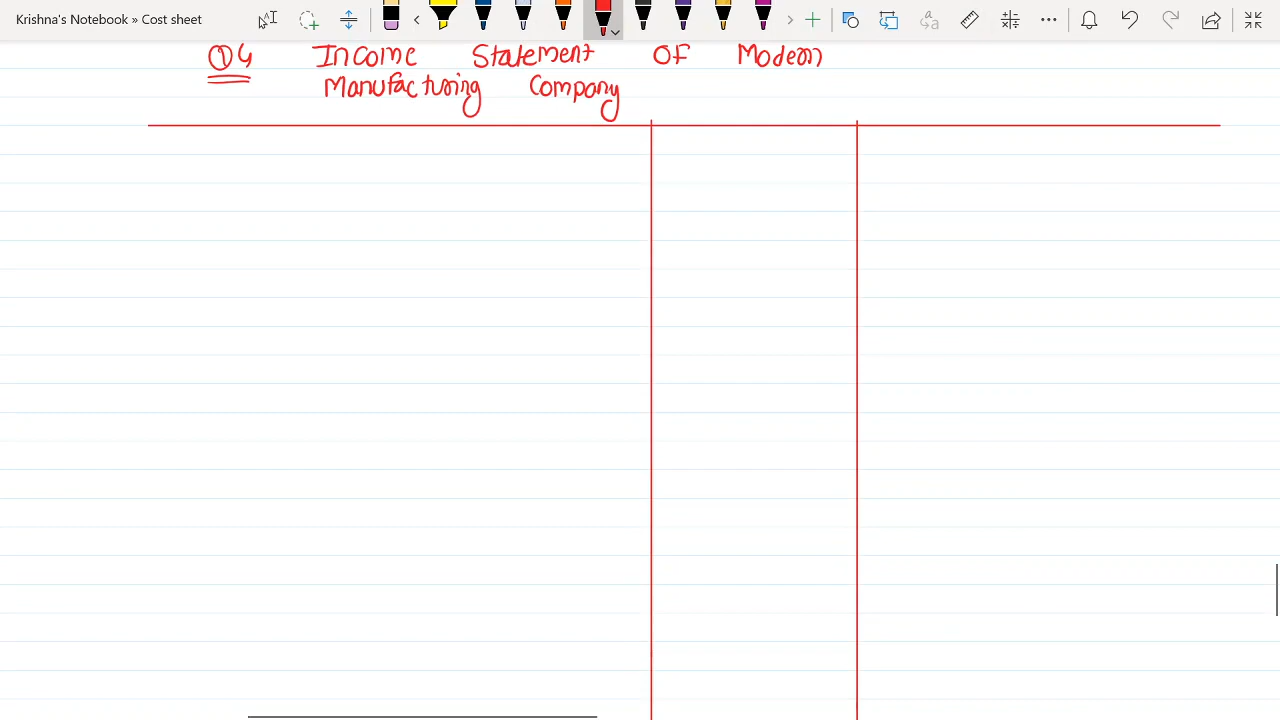 Krishna's Notebook » Cost sheet
Q4 Income Statement OF Modern
Manufacturing Company